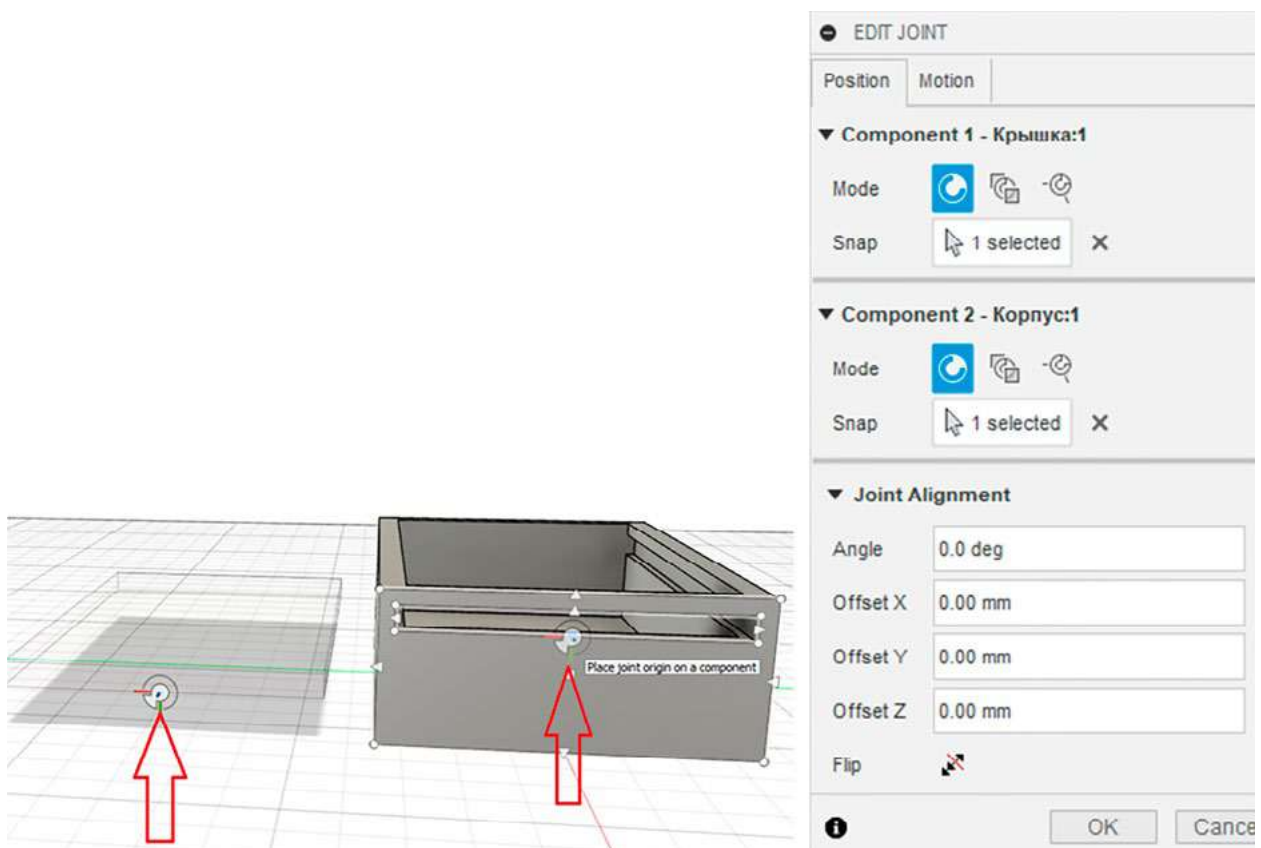 EDIT JOINT
Position Motion
Component 1 - Крышка:1
Mode
Snap 1 selected
Component 2 - Корпус:1
Mode
Snap 1 selected
Joint Alignment
Angle 0.0 deg
Offset X 0.00 mm
Offset Y 0.00 mm
Offset Z 0.00 mm
Flip
OK Cance
Place joint origin on a component